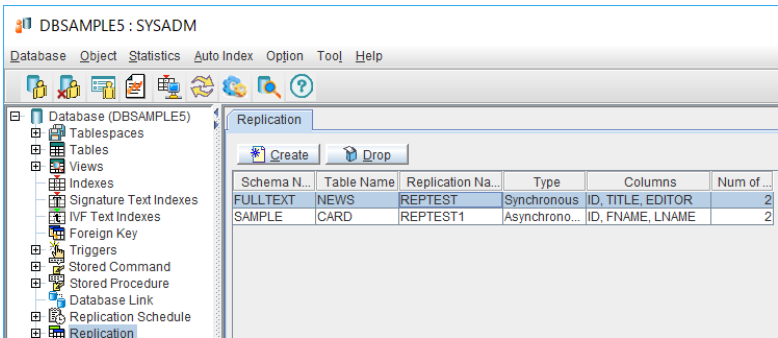 DBSAMPLE5 : SYSADM
Database Object Statistics Auto Index Option Tool Help
Database (DBSAMPLE5)
Tablespaces
Tables
Views
Indexes
Signature Text Indexes
IVF Text Indexes
Foreign Key
Triggers
Stored Command
Stored Procedure
Database Link
Replication Schedule
Replication
Replication
Create Drop
Schema N... Table Name Replication Na... Type Columns Num of ...
FULLTEXT NEWS REPTEST Synchronous ID, TITLE, EDITOR 2
SAMPLE CARD REPTEST1 Asynchrono... ID, FNAME, LNAME 2